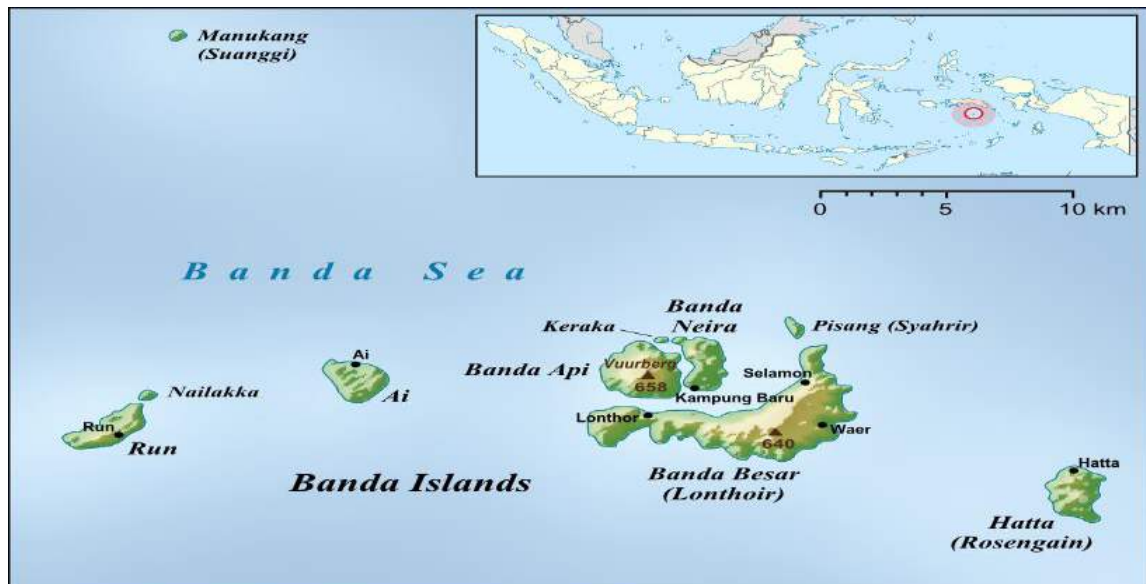 Manukang
(Suanggi)
0 5 10 km
Banda Sea
Banda
Neira
Keraka
Pisang (Syahrir)
Ai
Banda Api
Vuurberg
658
Selamon
Nailakka
Ai
Kampung Baru
Run
Run
Lonthor
Waer
640
Banda Islands
Banda Besar
(Lonthoir)
Hatta
Hatta
(Rosengain)